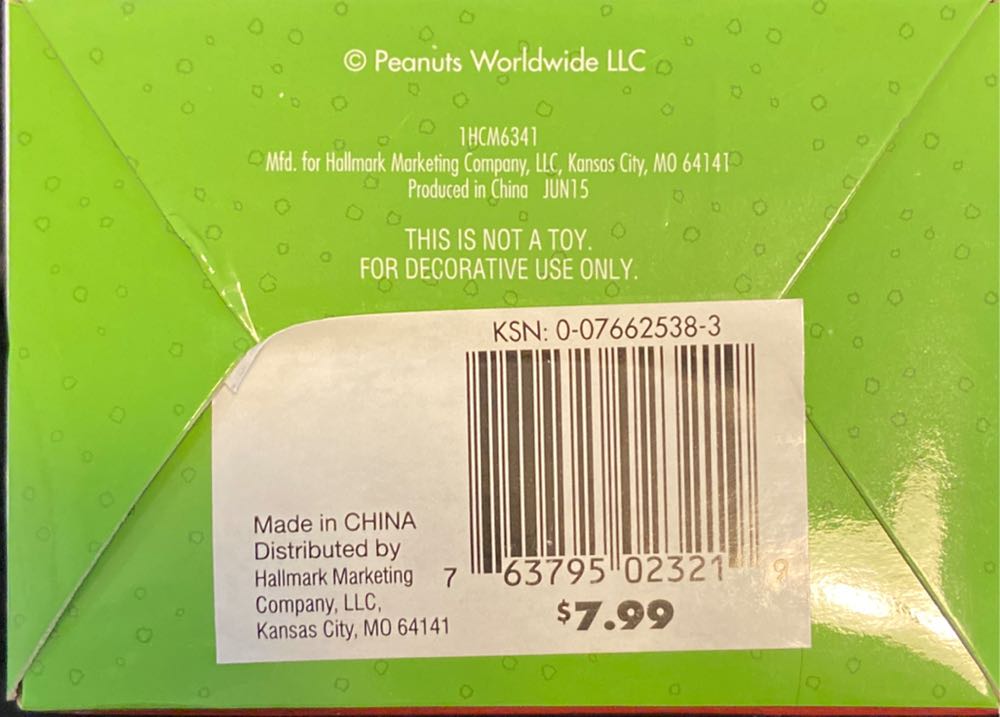 © Peanuts Worldwide LLC
1HCM6341
Mfd. for Hallmark Marketing Company, LLC, Kansas City, MO 64141
Produced in China JUN15
THIS IS NOT A TOY.
FOR DECORATIVE USE ONLY.
KSN: 0-07662538-3
Made in CHINA
Distributed by
Hallmark Marketing
Company, LLC,
Kansas City, MO 64141
7 63795 02321 9
$7.99